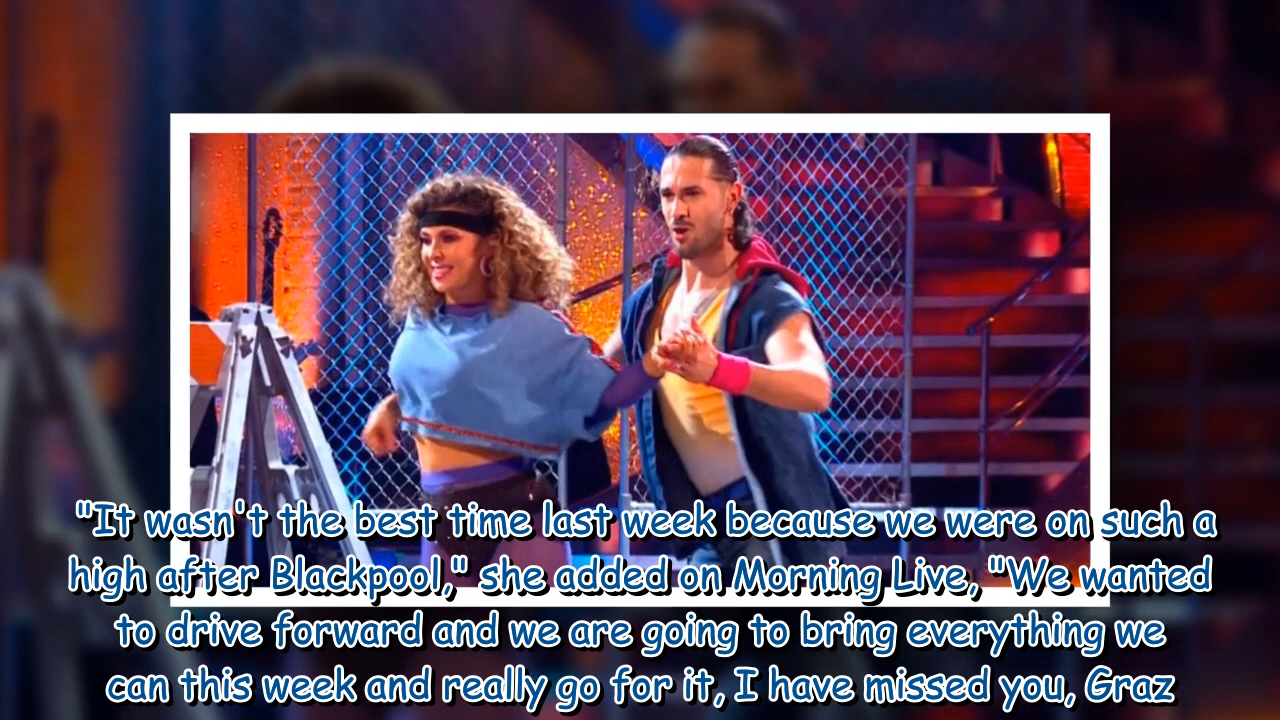 "It wasn't the best time last week because we were on such a
high after Blackpool," she added on Morning Live, "We wanted
to drive forward and we are going to bring everything we
can this week and really go for it, I have missed you, Graz